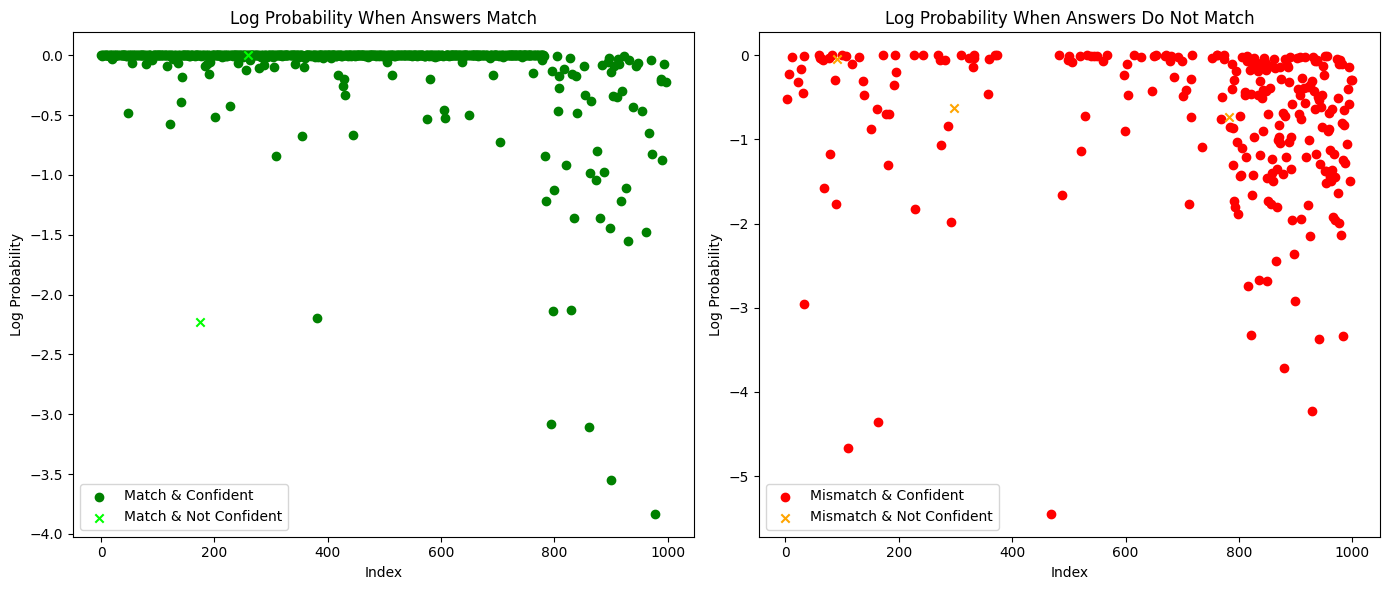 Log Probability When Answers Match
Log Probability
0.0
−0.5
−1.0
−1.5
−2.0
−2.5
−3.0
−3.5
−4.0
Match & Confident
Match & Not Confident
0 200 400 600 800 1000
Index
Log Probability When Answers Do Not Match
Log Probability
0
−1
−2
−3
−4
−5
Mismatch & Confident
Mismatch & Not Confident
0 200 400 600 800 1000
Index